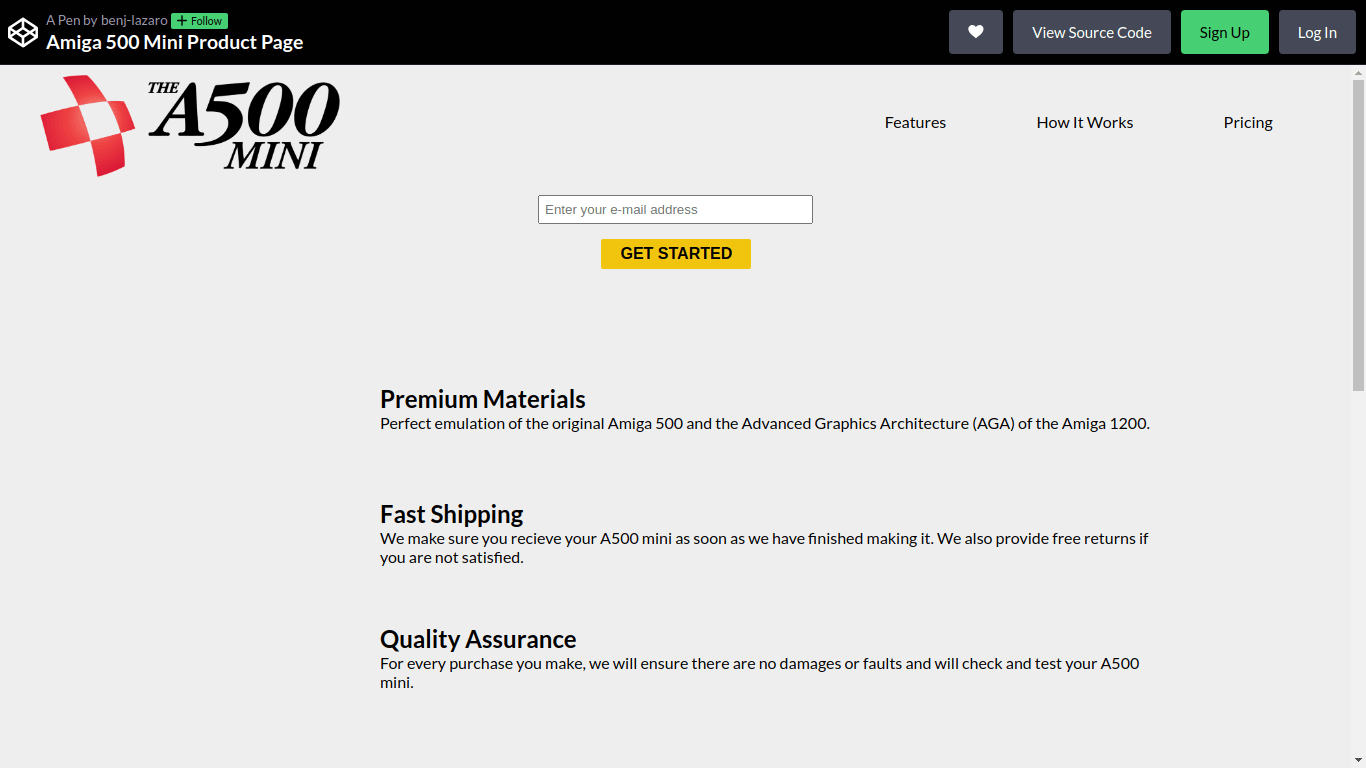 A Pen by benj-lazaro + Follow
Amiga 500 Mini Product Page
View Source Code
Sign Up
Log In
THE A500 MINI
Features
How It Works
Pricing
Enter your e-mail address
GET STARTED
Premium Materials
Perfect emulation of the original Amiga 500 and the Advanced Graphics Architecture (AGA) of the Amiga 1200.
Fast Shipping
We make sure you recieve your A500 mini as soon as we have finished making it. We also provide free returns if
you are not satisfied.
Quality Assurance
For every purchase you make, we will ensure there are no damages or faults and will check and test your A500
mini.